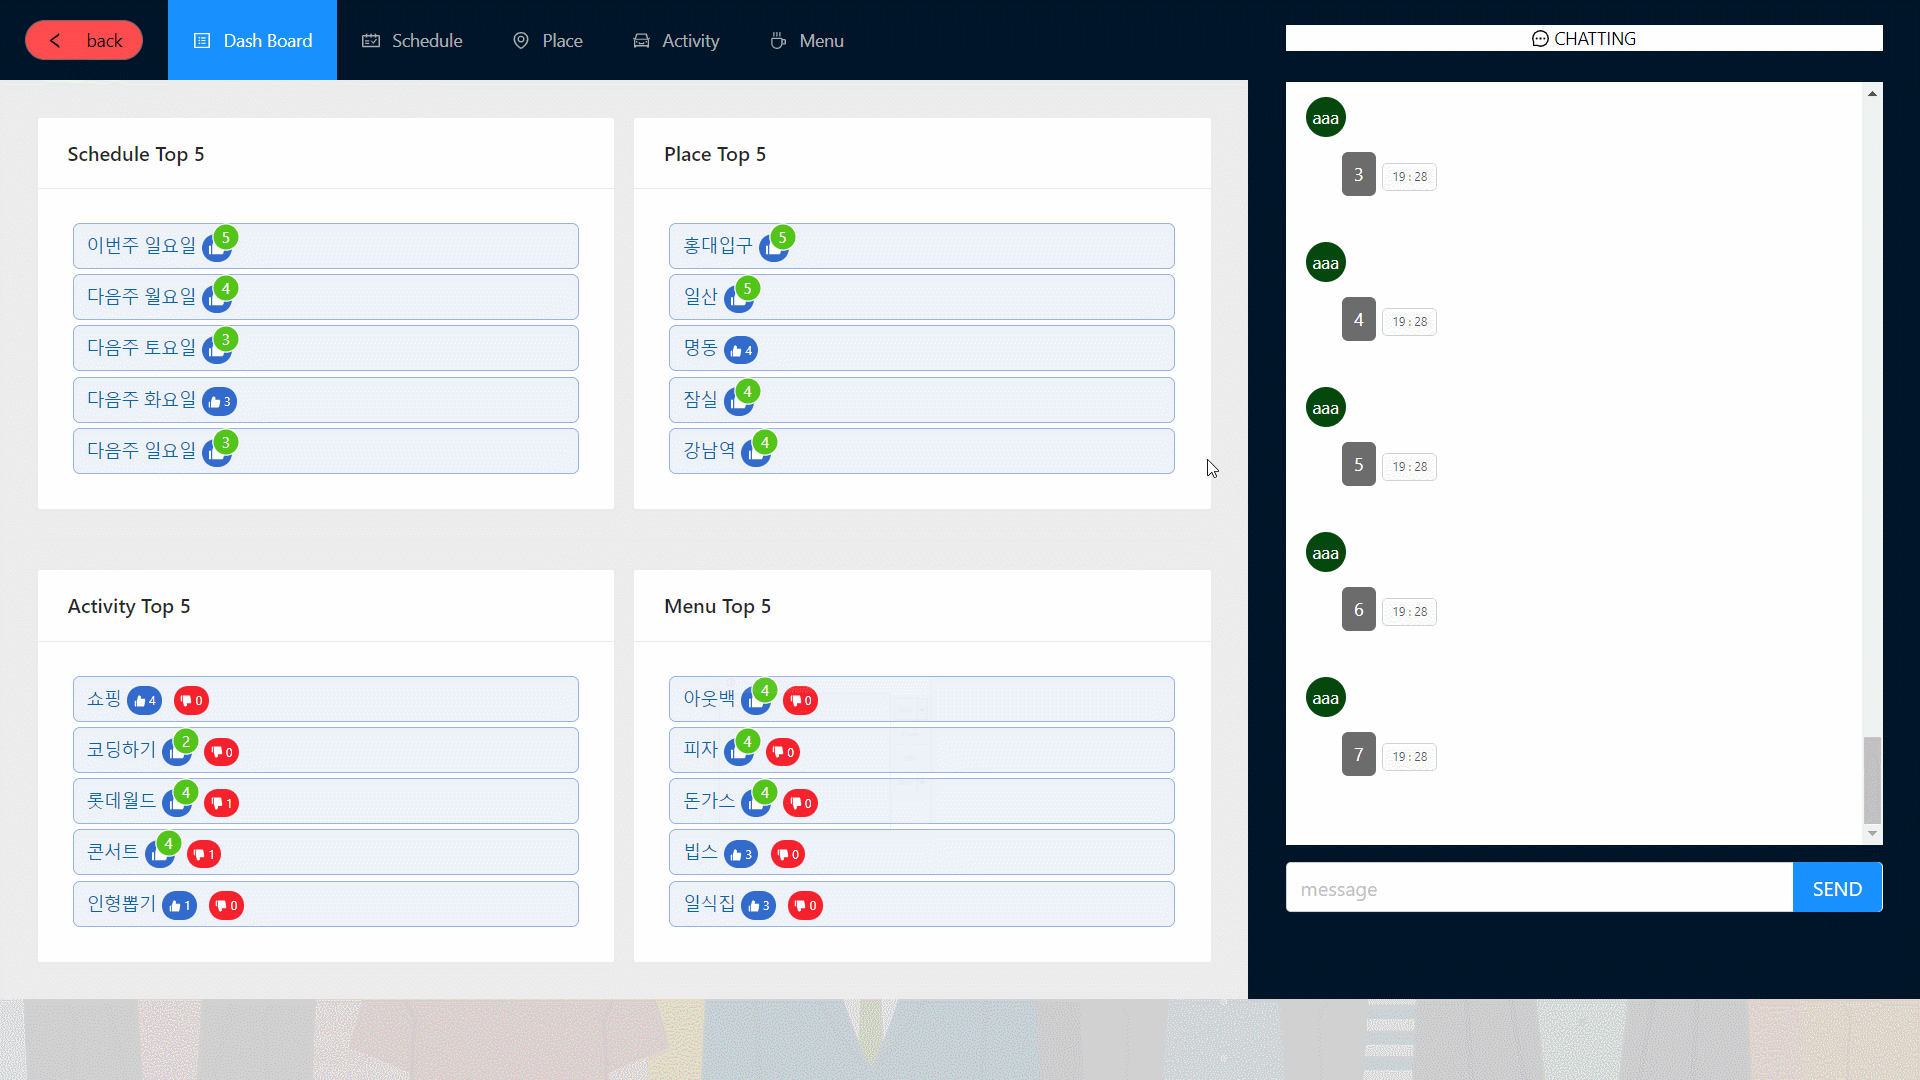 back
Dash Board
Schedule
Place
Activity
Menu
CHATTING
Schedule Top 5
이번주 일요일 5
다음주 월요일 4
다음주 토요일 3
다음주 화요일 3
다음주 일요일 3
Place Top 5
홍대입구 5
일산 5
명동 4
잠실 4
강남역 4
Activity Top 5
쇼핑 4 0
코딩하기 2 0
롯데월드 4 1
콘서트 4 1
인형뽑기 1 0
Menu Top 5
아웃백 4 0
피자 4 0
돈가스 4 0
빕스 3 0
일식집 3 0
aaa
3 19 : 28
aaa
4 19 : 28
aaa
5 19 : 28
aaa
6 19 : 28
aaa
7 19 : 28
message
SEND